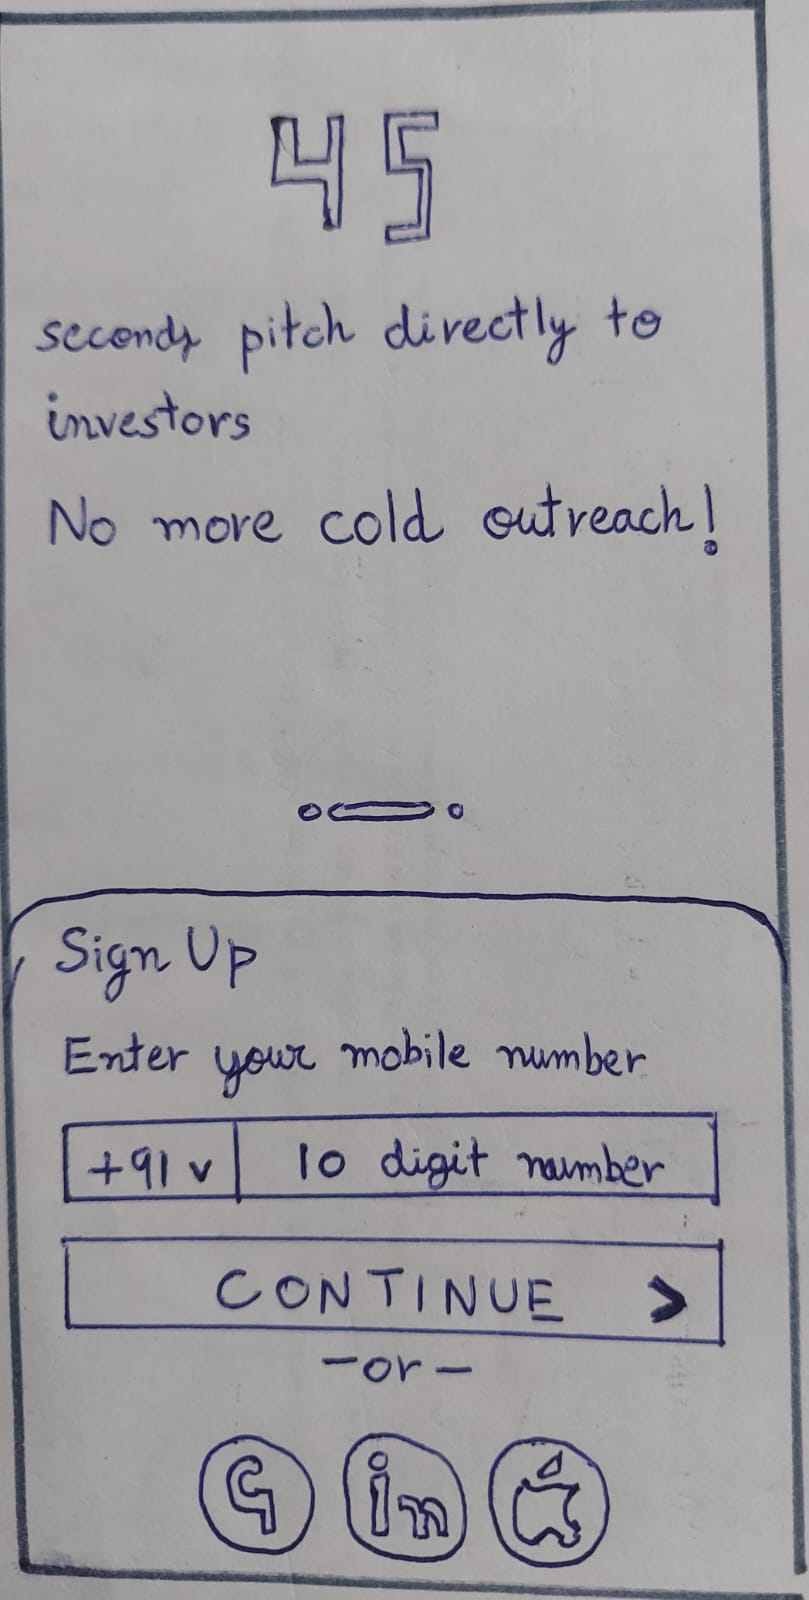 45
seconds pitch directly to
investors
No more cold outreach!
Sign Up
Enter your mobile number
+91 v 10 digit number
CONTINUE >
-or-
G in